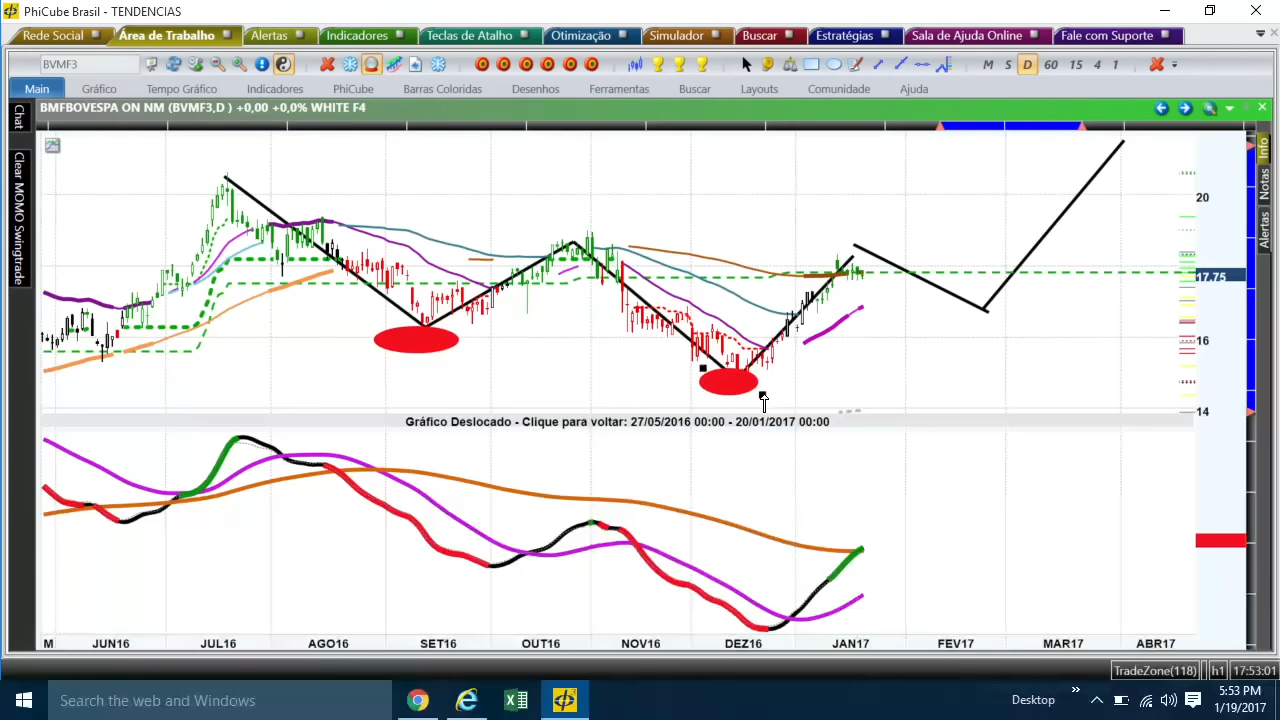 PhiCube Brasil - TENDENCIAS
Rede Social Área de Trabalho Alertas Indicadores Teclas de Atalho Otimização Simulador Buscar Estratégias Sala de Ajuda Online Fale com Suporte
BVMF3 M S D 60 15 4 1
Main Gráfico Tempo Gráfico Indicadores PhiCube Barras Coloridas Desenhos Ferramentas Buscar Layouts Comunidade Ajuda
BMFBOVESPA ON NM (BVMF3,D ) +0,00 +0,0% WHITE F4
Chat
Clear MOMO Swingtrade
Info
Notas
Alertas
20
17.75
16
14
Gráfico Deslocado - Clique para voltar: 27/05/2016 00:00 - 20/01/2017 00:00
M JUN16 JUL16 AGO16 SET16 OUT16 NOV16 DEZ16 JAN17 FEV17 MAR17 ABR17
TradeZone(118) h1 17:53:01
Search the web and Windows
Desktop
5:53 PM
1/19/2017